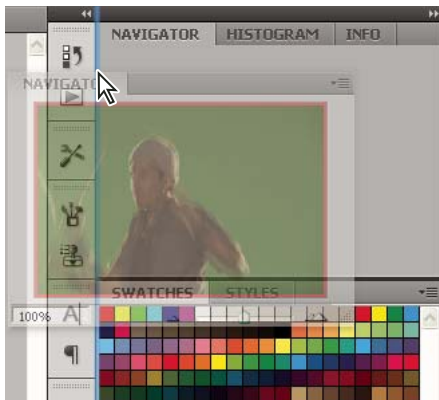 NAVIGATOR HISTOGRAM INFO
NAVIGATOR
SWATCHES STYLES
100%
A
¶